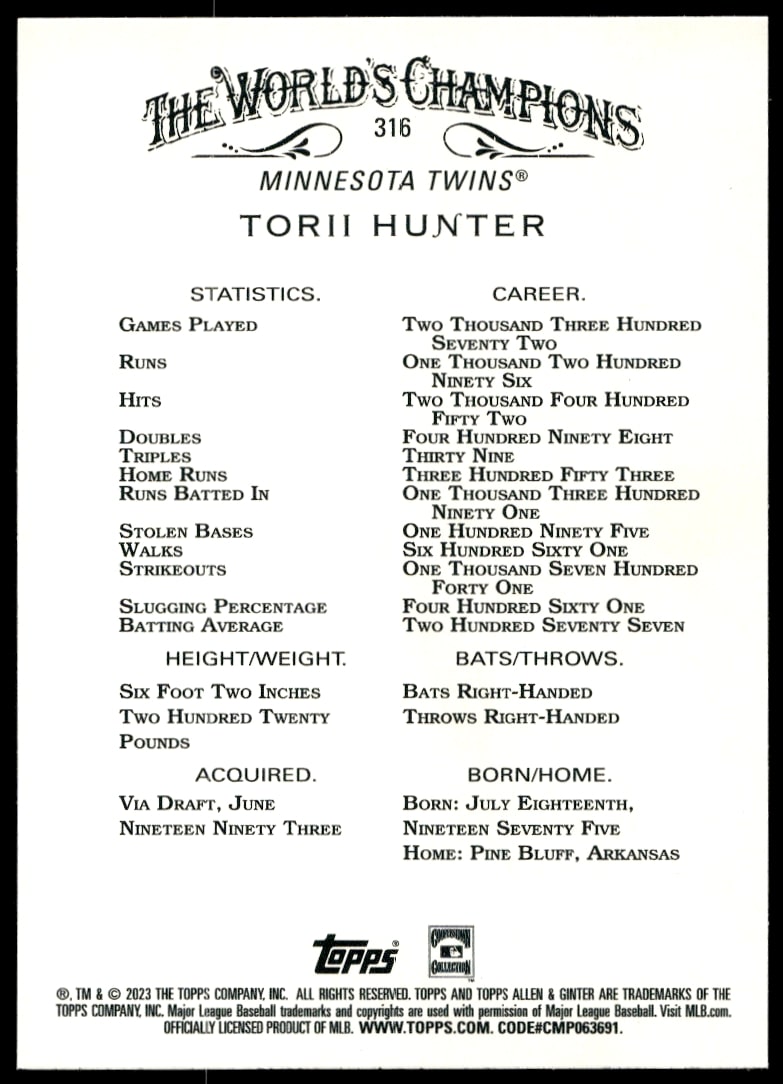 THE WORLD'S CHAMPIONS
316
MINNESOTA TWINS®
TORII HUNTER
STATISTICS. CAREER.
GAMES PLAYED TWO THOUSAND THREE HUNDRED
SEVENTY TWO
RUNS ONE THOUSAND TWO HUNDRED
NINETY SIX
HITS TWO THOUSAND FOUR HUNDRED
FIFTY TWO
DOUBLES FOUR HUNDRED NINETY EIGHT
TRIPLES THIRTY NINE
HOME RUNS THREE HUNDRED FIFTY THREE
RUNS BATTED IN ONE THOUSAND THREE HUNDRED
NINETY ONE
STOLEN BASES ONE HUNDRED NINETY FIVE
WALKS SIX HUNDRED SIXTY ONE
STRIKEOUTS ONE THOUSAND SEVEN HUNDRED
FORTY ONE
SLUGGING PERCENTAGE FOUR HUNDRED SIXTY ONE
BATTING AVERAGE TWO HUNDRED SEVENTY SEVEN
HEIGHT/WEIGHT. BATS/THROWS.
SIX FOOT TWO INCHES BATS RIGHT-HANDED
TWO HUNDRED TWENTY THROWS RIGHT-HANDED
POUNDS
ACQUIRED. BORN/HOME.
VIA DRAFT, JUNE BORN: JULY EIGHTEENTH,
NINETEEN NINETY THREE NINETEEN SEVENTY FIVE
HOME: PINE BLUFF, ARKANSAS
topps® COOPERSTOWN
COLLECTION™
®, TM & © 2023 THE TOPPS COMPANY, INC. ALL RIGHTS RESERVED. TOPPS AND TOPPS ALLEN & GINTER ARE TRADEMARKS OF THE
TOPPS COMPANY, INC. Major League Baseball trademarks and copyrights are used with permission of Major League Baseball. Visit MLB.com.
OFFICIALLY LICENSED PRODUCT OF MLB. WWW.TOPPS.COM. CODE#CMP063691.